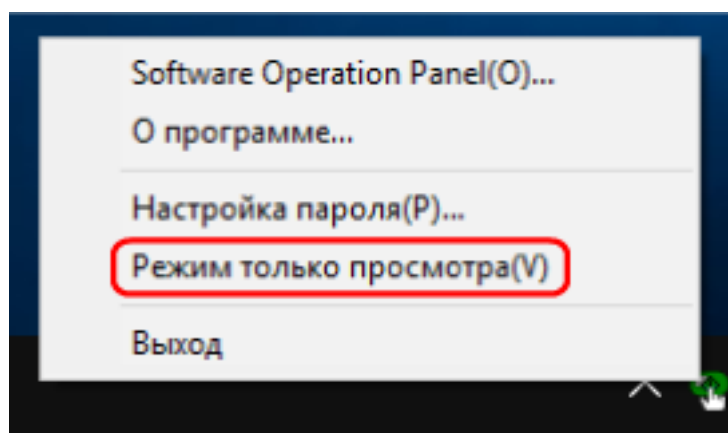 Software Operation Panel(O)...
О программе...
Настройка пароля(P)...
Режим только просмотра(V)
Выход